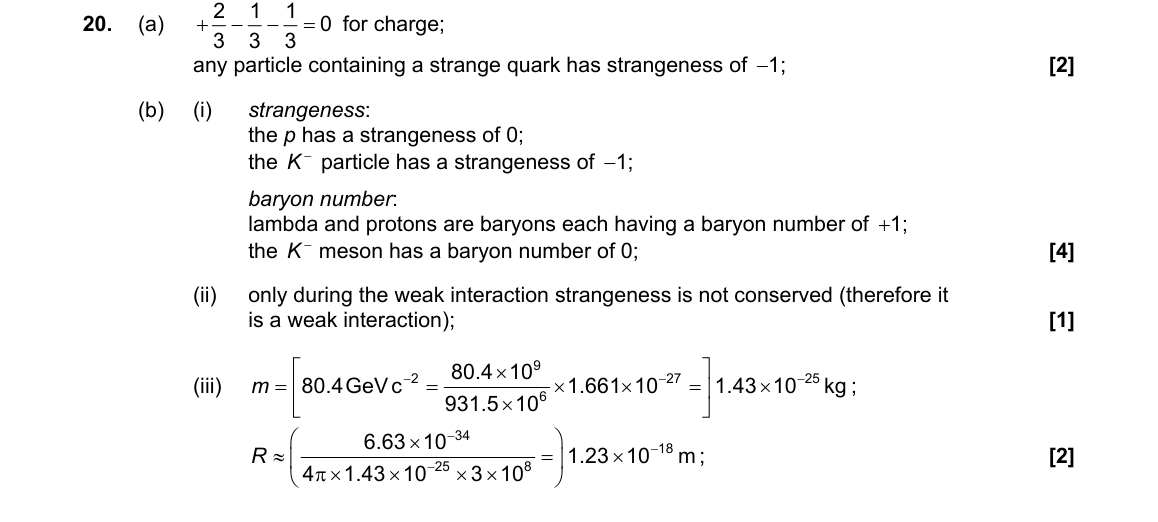 20. (a) +2/3 − 1/3 − 1/3 = 0 for charge;
any particle containing a strange quark has strangeness of −1; [2]
(b) (i) strangeness:
the p has a strangeness of 0;
the K⁻ particle has a strangeness of −1;
baryon number:
lambda and protons are baryons each having a baryon number of +1;
the K⁻ meson has a baryon number of 0; [4]
(ii) only during the weak interaction strangeness is not conserved (therefore it
is a weak interaction); [1]
(iii) m = [80.4 GeV c⁻² = (80.4×10⁹)/(931.5×10⁶) × 1.661×10⁻²⁷ =] 1.43×10⁻²⁵ kg;
R ≈ ((6.63×10⁻³⁴)/(4π×1.43×10⁻²⁵×3×10⁸) =) 1.23×10⁻¹⁸ m; [2]